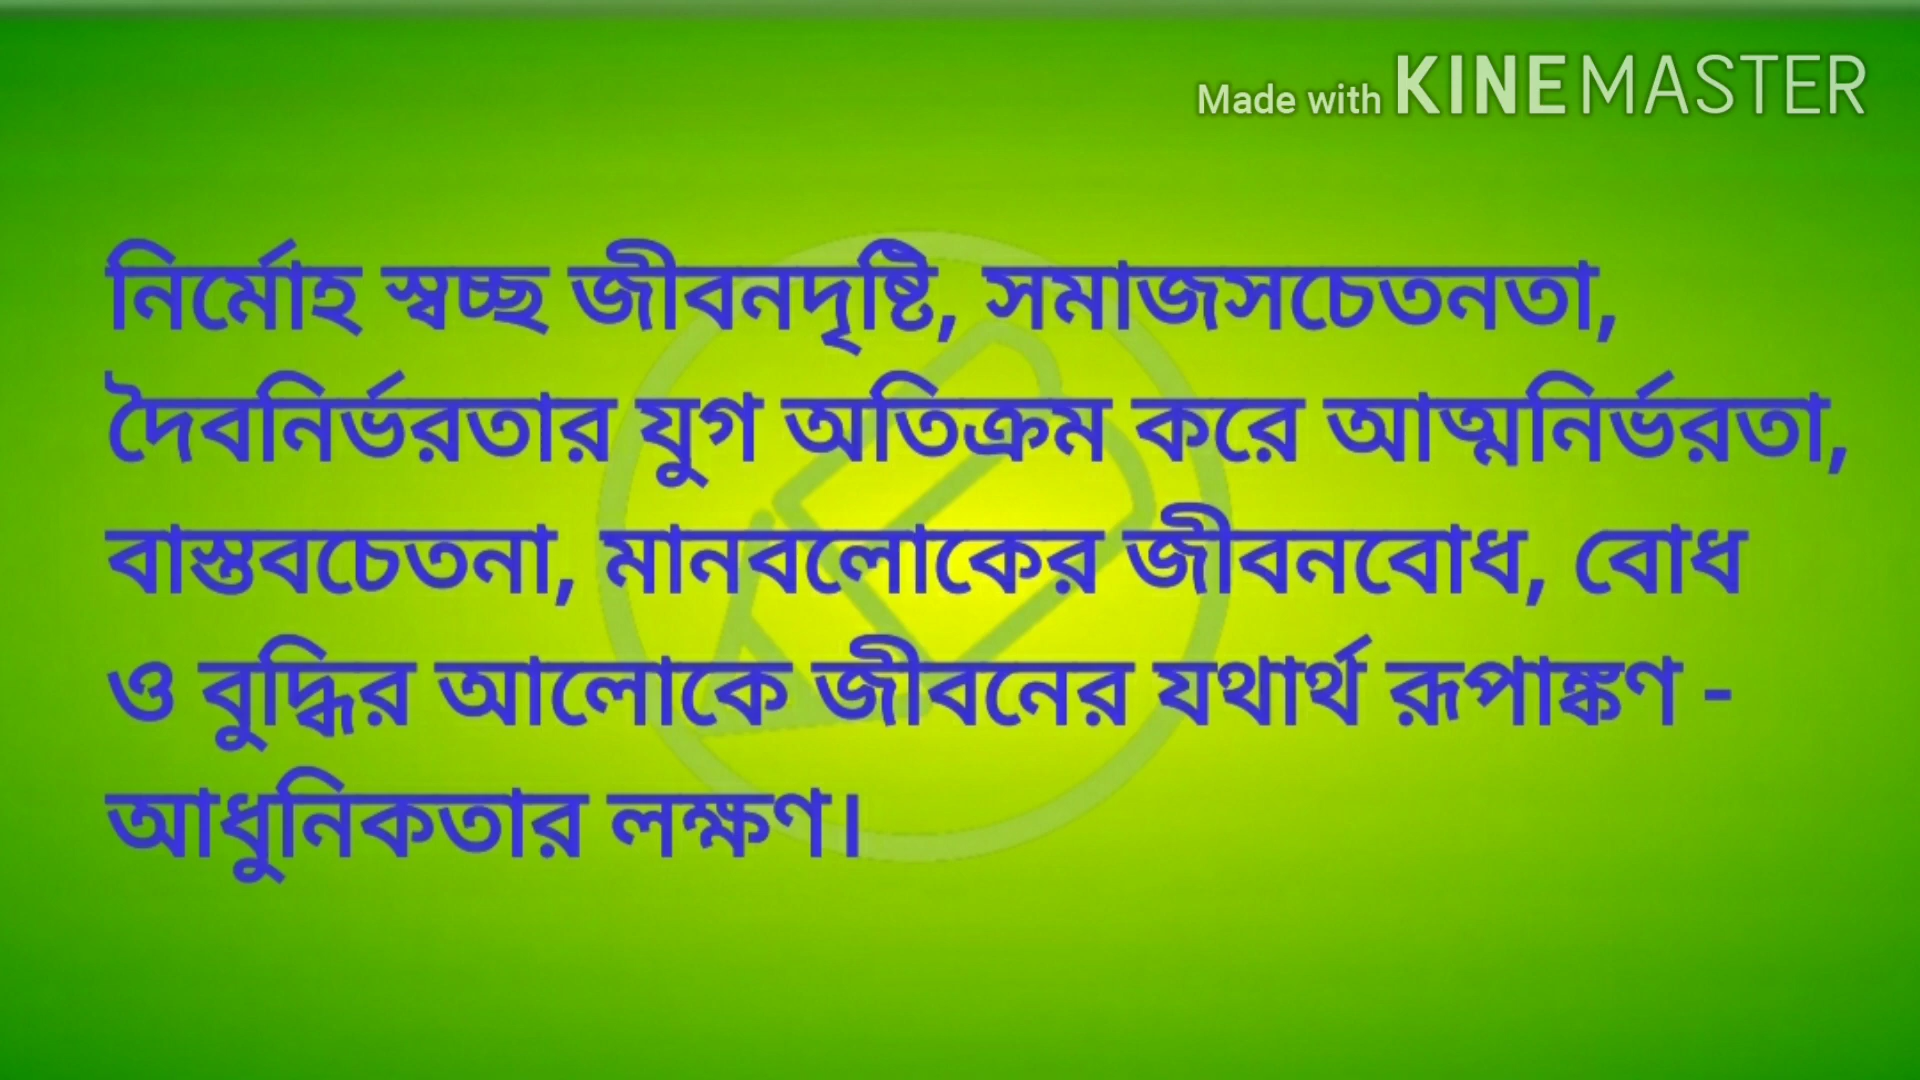 Made with KINEMASTER
নির্মোহ স্বচ্ছ জীবনদৃষ্টি, সমাজসচেতনতা,
দৈবনির্ভরতার যুগ অতিক্রম করে আত্মনির্ভরতা,
বাস্তবচেতনা, মানবলোকের জীবনবোধ, বোধ
ও বুদ্ধির আলোকে জীবনের যথার্থ রূপাঙ্কণ -
আধুনিকতার লক্ষণ।